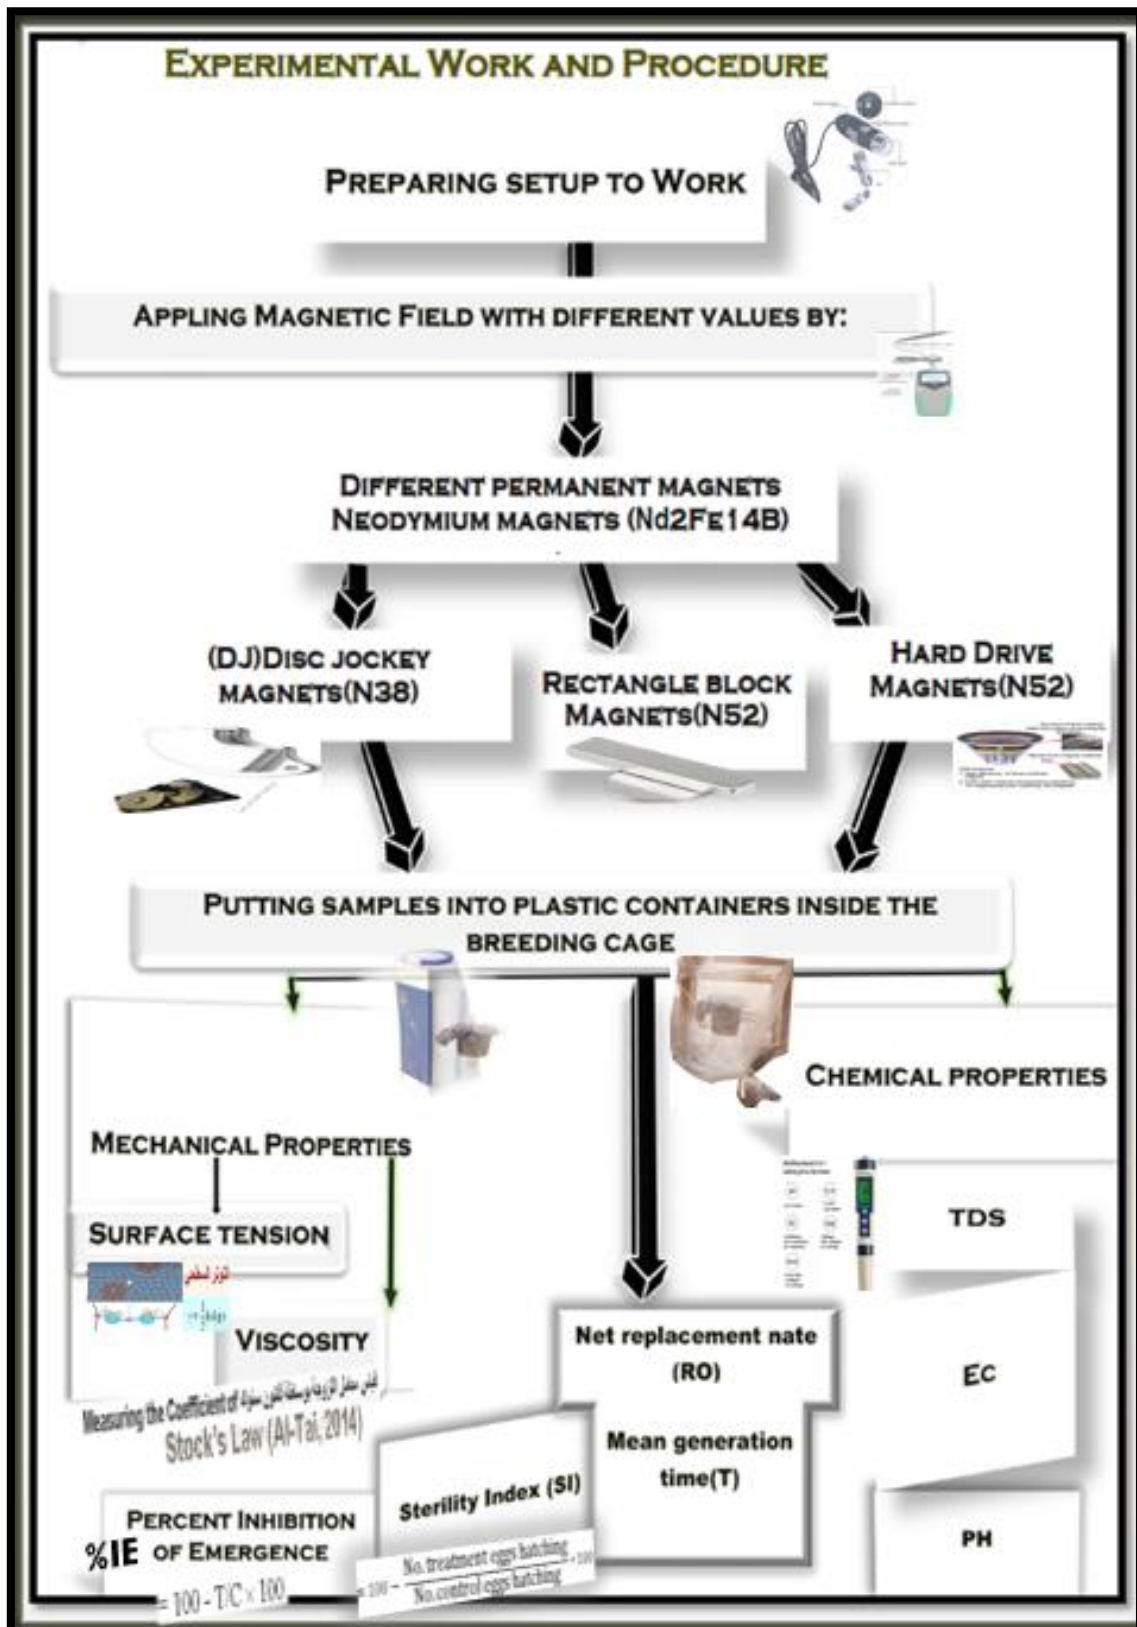 EXPERIMENTAL WORK AND PROCEDURE
PREPARING SETUP TO WORK
APPLING MAGNETIC FIELD WITH DIFFERENT VALUES BY:
DIFFERENT PERMANENT MAGNETS
NEODYMIUM MAGNETS (Nd2FE14B)
(DJ)DISC JOCKEY
MAGNETS(N38)
RECTANGLE BLOCK
MAGNETS(N52)
HARD DRIVE
MAGNETS(N52)
PUTTING SAMPLES INTO PLASTIC CONTAINERS INSIDE THE
BREEDING CAGE
MECHANICAL PROPERTIES
SURFACE TENSION
التوتر السطحي
VISCOSITY
Measuring the Coefficient of
Stock's Law (Al-Tai, 2014)
PERCENT INHIBITION
%IE OF EMERGENCE
= 100 - T/C × 100
Sterility Index (SI)
= 100 - No. treatment eggs hatching
No. control eggs hatching × 100
Net replacement nate
(RO)
Mean generation
time(T)
CHEMICAL PROPERTIES
TDS
EC
PH